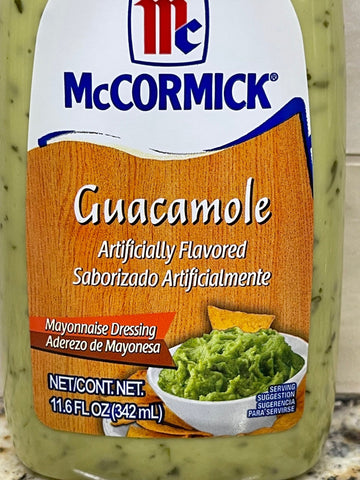 Mc
McCORMICK®
Guacamole
Artificially Flavored
Saborizado Artificialmente
Mayonnaise Dressing
Aderezo de Mayonesa
NET/CONT. NET.
11.6 FL OZ (342 mL)
SERVING
SUGGESTION
SUGERENCIA
PARA SERVIRSE